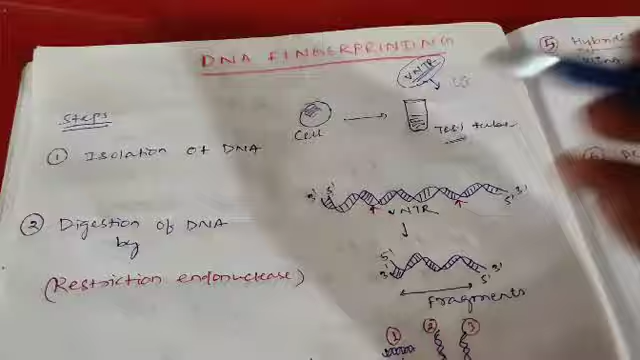 DNA FINGERPRINTING
VNTR
Steps
Cell
Test tube
① Isolation of DNA
3' 5'
3'
5'
VNTR
② Digestion of DNA
by
(Restriction endonuclease)
5'
3'
3'
5'
Fragments
① ② ③
⑤ Hybridi